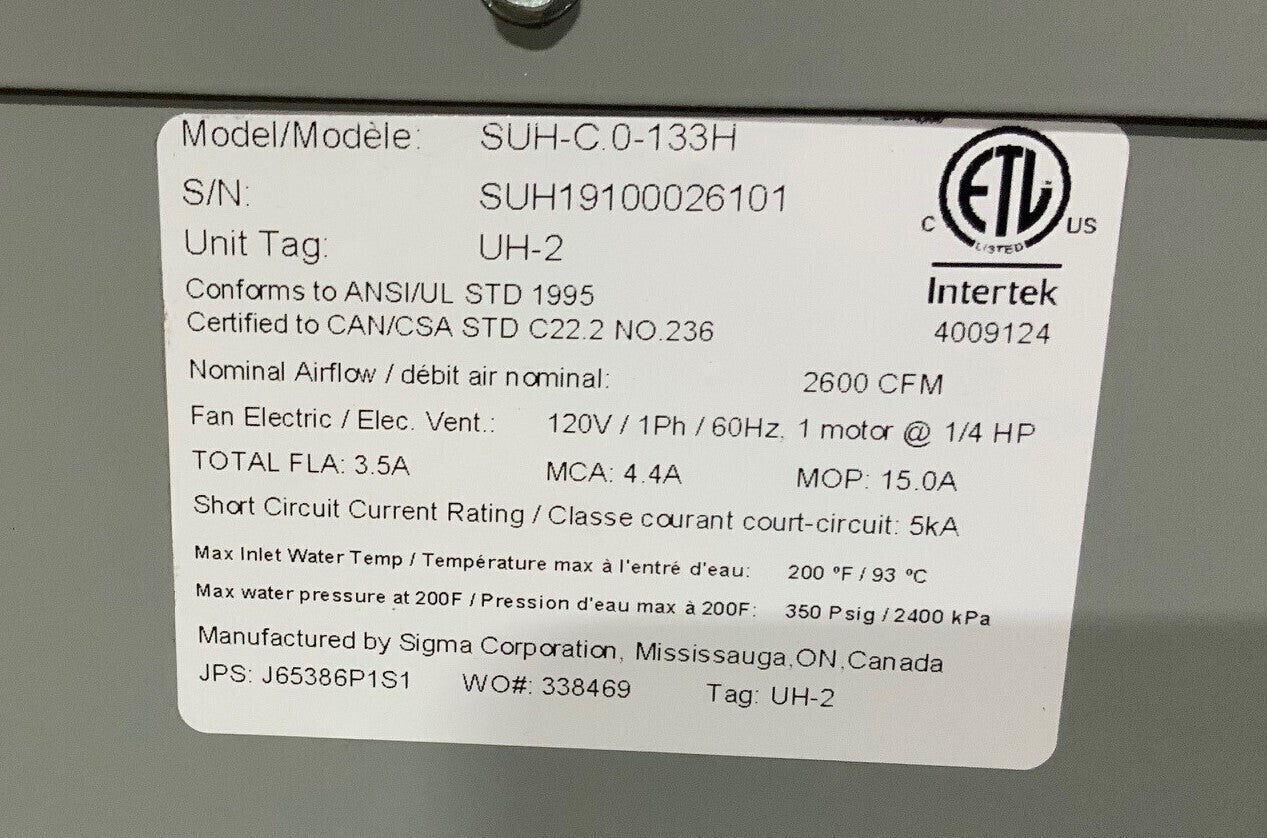 Model/Modèle: SUH-C.0-133H
S/N: SUH19100026101
Unit Tag: UH-2
ETL
LISTED
C US
Intertek
4009124
Conforms to ANSI/UL STD 1995
Certified to CAN/CSA STD C22.2 NO.236
Nominal Airflow / débit air nominal: 2600 CFM
Fan Electric / Elec. Vent.: 120V / 1Ph / 60Hz, 1 motor @ 1/4 HP
TOTAL FLA: 3.5A MCA: 4.4A MOP: 15.0A
Short Circuit Current Rating / Classe courant court-circuit: 5kA
Max Inlet Water Temp / Température max à l'entré d'eau: 200 ºF / 93 ºC
Max water pressure at 200F / Pression d'eau max à 200F: 350 Psig / 2400 kPa
Manufactured by Sigma Corporation, Mississauga,ON,Canada
JPS: J65386P1S1 WO#: 338469 Tag: UH-2